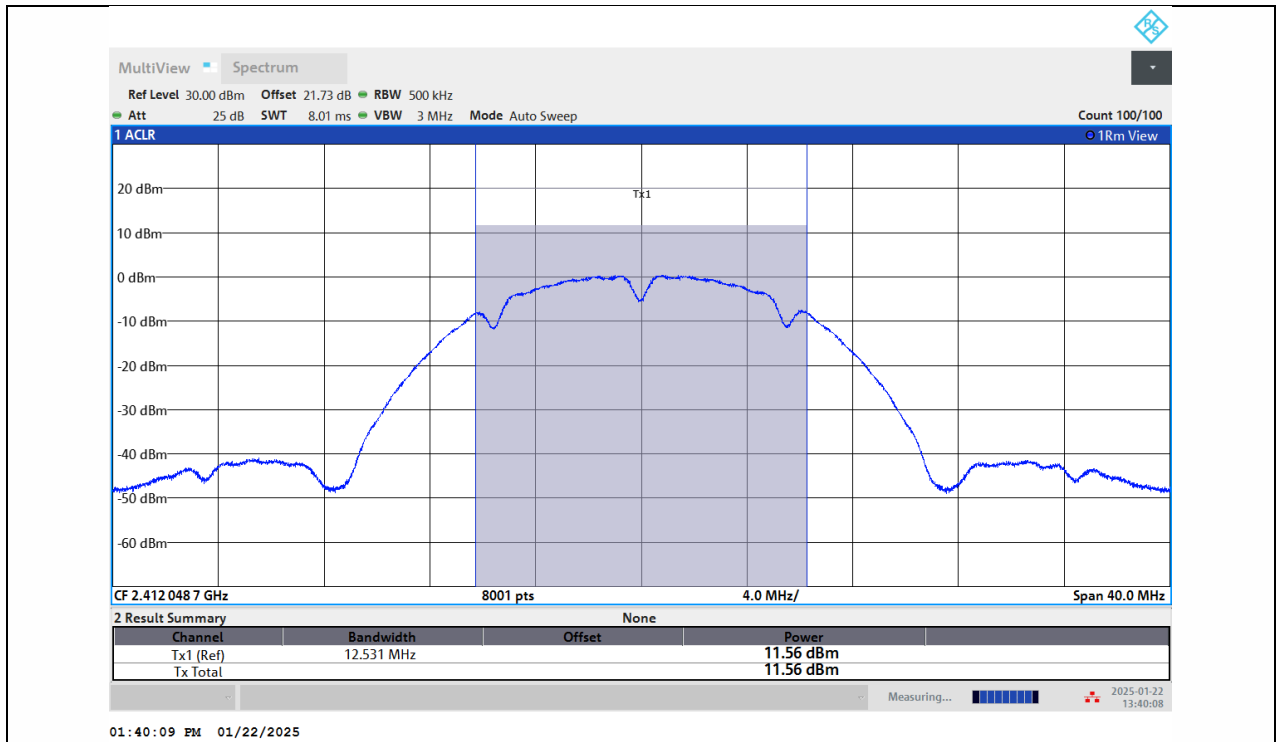 R&S
MultiView Spectrum
Ref Level 30.00 dBm Offset 21.73 dB RBW 500 kHz
Att 25 dB SWT 8.01 ms VBW 3 MHz Mode Auto Sweep Count 100/100
1 ACLR 1Rm View
20 dBm
Tx1
10 dBm
0 dBm
-10 dBm
-20 dBm
-30 dBm
-40 dBm
-50 dBm
-60 dBm
CF 2.412 048 7 GHz 8001 pts 4.0 MHz/ Span 40.0 MHz
2 Result Summary None
Channel Bandwidth Offset Power
Tx1 (Ref) 12.531 MHz 11.56 dBm
Tx Total 11.56 dBm
Measuring... 2025-01-22
13:40:08
01:40:09 PM 01/22/2025